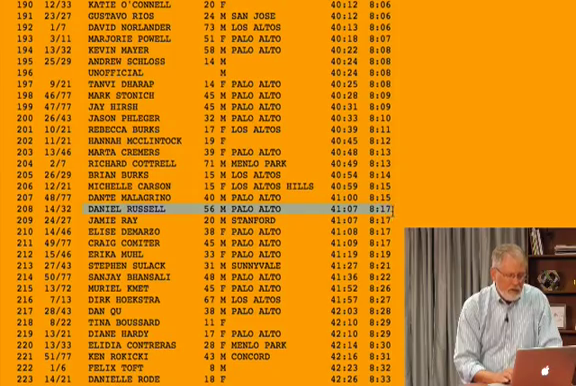 190 12/33 KATIE O'CONNELL 20 F 40:12 8:06
191 23/27 GUSTAVO RIOS 24 M SAN JOSE 40:12 8:06
192 1/2 DAVID NORLANDER 73 M LOS ALTOS 40:13 8:06
193 3/11 MARJORIE POWELL 51 F PALO ALTO 40:18 8:07
194 13/32 KEVIN MAYER 58 M PALO ALTO 40:22 8:08
195 25/29 ANDREW SCHLOSS 14 M 40:24 8:08
196 UNOFFICIAL M 40:24 8:08
197 9/21 TANVI DHARAP 14 F PALO ALTO 40:25 8:08
198 46/77 MARK STONICH 45 M PALO ALTO 40:31 8:09
199 47/77 JAY HIRSH 45 M PALO ALTO 40:31 8:09
200 26/43 JASON PHLEGER 32 M PALO ALTO 40:33 8:10
201 10/21 REBECCA BURKS 17 F LOS ALTOS 40:39 8:11
202 11/21 HANNAH MCCLINTOCK 19 F 40:45 8:12
203 13/46 MARTA CREMERS 39 F PALO ALTO 40:48 8:13
204 2/7 RICHARD COTTRELL 71 M MENLO PARK 40:49 8:13
205 26/29 BRIAN BURKS 15 M LOS ALTOS 40:54 8:14
206 12/21 MICHELLE CARSON 15 F LOS ALTOS HILLS 40:59 8:15
207 48/77 DANTE MALAGRINO 40 M PALO ALTO 41:00 8:15
208 14/32 DANIEL RUSSELL 56 M PALO ALTO 41:07 8:17
209 24/27 JAMIE RAY 20 M STANFORD 41:07 8:17
210 14/46 ELISE DEMARZO 38 F PALO ALTO 41:08 8:17
211 49/77 CRAIG COMITER 45 M PALO ALTO 41:09 8:17
212 15/46 ERIKA MUHL 33 F PALO ALTO 41:19 8:19
213 27/43 STEPHEN SULACK 31 M SUNNYVALE 41:27 8:21
214 50/77 SANJAY BHANSALI 48 M PALO ALTO 41:36 8:22
215 13/72 MURIEL KMET 45 F PALO ALTO 41:52 8:26
216 7/13 DIRK HOEKSTRA 67 M LOS ALTOS 41:57 8:27
217 28/43 DAN QU 38 M PALO ALTO 42:03 8:28
218 8/22 TINA BOUSSARD 11 F 42:10 8:29
219 13/21 DIANE HARDY 17 F PALO ALTO 42:10 8:29
220 13/33 ELIDIA CONTRERAS 28 F MENLO PARK 42:14 8:30
221 51/77 KEN ROKICKI 43 M CONCORD 42:16 8:31
222 1/6 FELIX TOFT 8 M 42:23 8:32
223 14/21 DANIELLE RODE 18 F 42:26 8:33